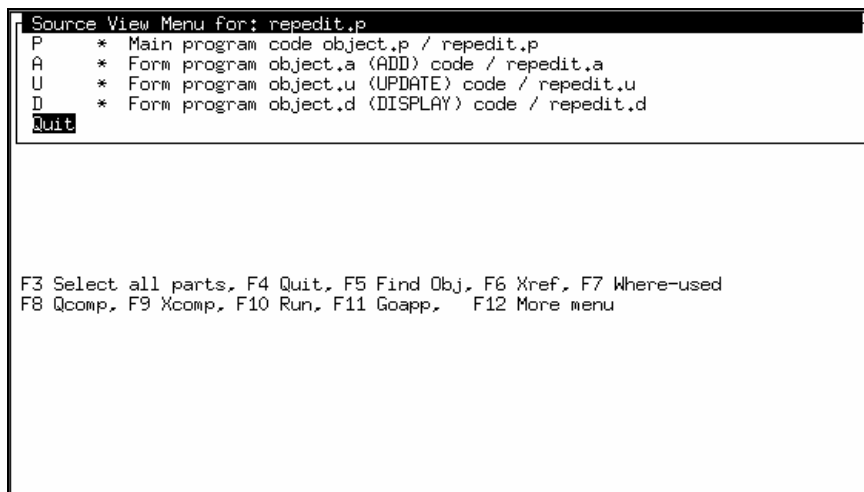 Source View Menu for: repedit.p
P * Main program code object.p / repedit.p
A * Form program object.a (ADD) code / repedit.a
U * Form program object.u (UPDATE) code / repedit.u
D * Form program object.d (DISPLAY) code / repedit.d
Quit
F3 Select all parts, F4 Quit, F5 Find Obj, F6 Xref, F7 Where-used
F8 Qcomp, F9 Xcomp, F10 Run, F11 Goapp, F12 More menu